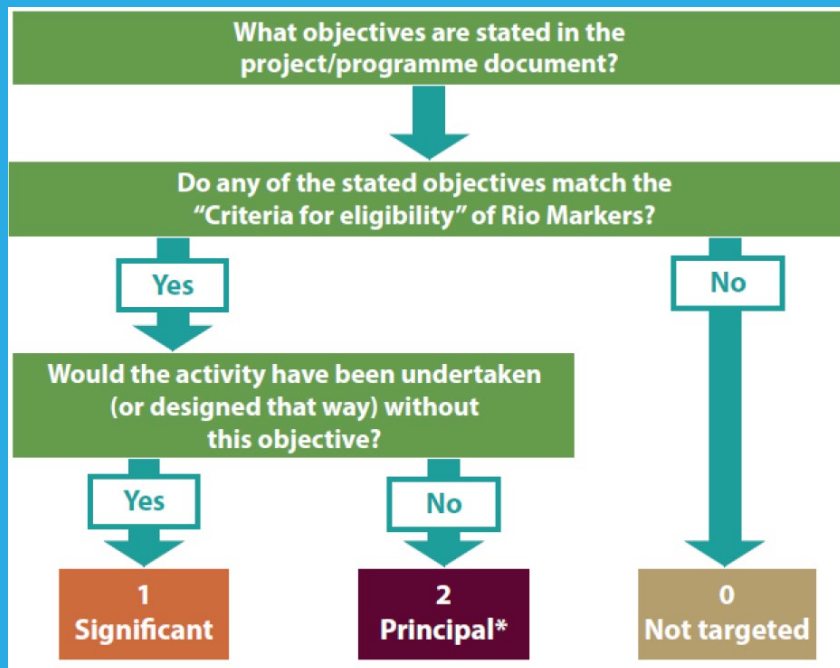 What objectives are stated in the
project/programme document?
Do any of the stated objectives match the
“Criteria for eligibility” of Rio Markers?
Yes
No
Would the activity have been undertaken
(or designed that way) without
this objective?
Yes
No
1
Significant
2
Principal*
0
Not targeted